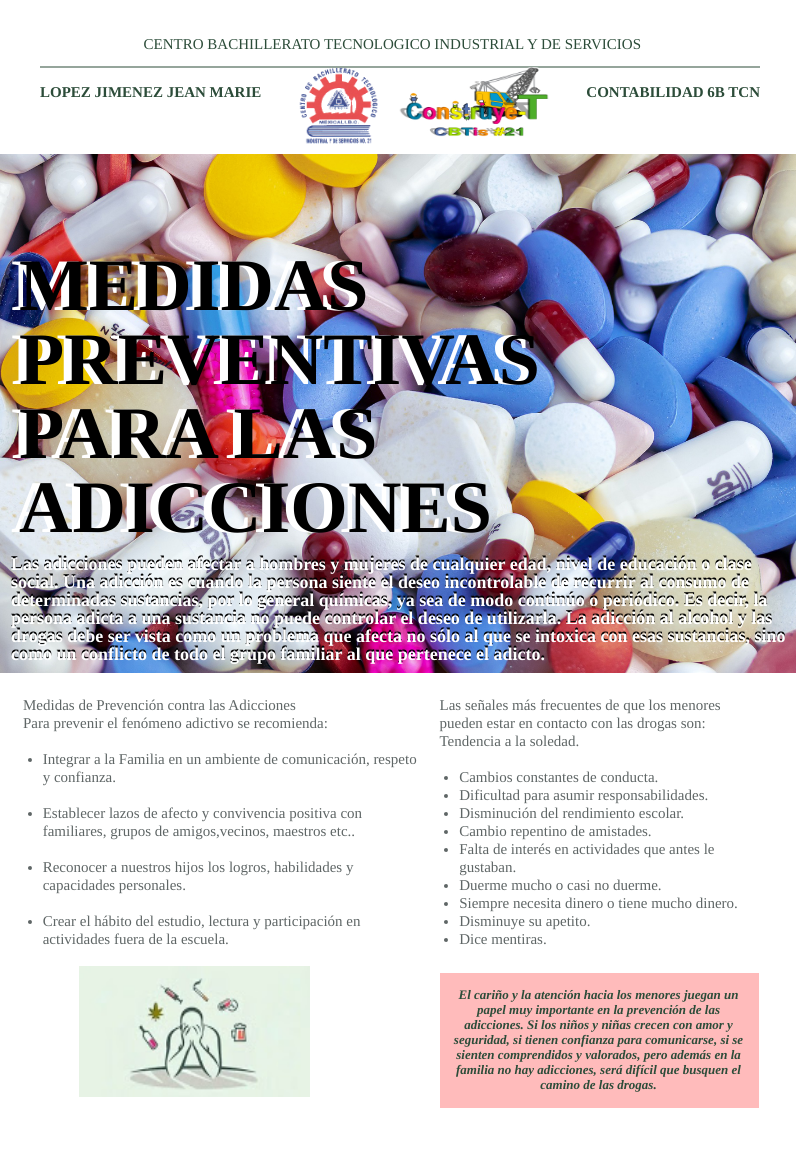 CENTRO BACHILLERATO TECNOLOGICO INDUSTRIAL Y DE SERVICIOS
LOPEZ JIMENEZ JEAN MARIE
CENTRO DE BACHILLERATO TECNOLOGICO
MEXICALI, B.C.
INDUSTRIAL Y DE SERVICIOS NO. 21
Construye T
CBTis #21
CONTABILIDAD 6B TCN
MEDIDAS
PREVENTIVAS
PARA LAS
ADICCIONES
Las adicciones pueden afectar a hombres y mujeres de cualquier edad, nivel de educación o clase
social. Una adicción es cuando la persona siente el deseo incontrolable de recurrir al consumo de
determinadas sustancias, por lo general químicas, ya sea de modo continuo o periódico. Es decir, la
persona adicta a una sustancia no puede controlar el deseo de utilizarla. La adicción al alcohol y las
drogas debe ser vista como un problema que afecta no sólo al que se intoxica con esas sustancias, sino
como un conflicto de todo el grupo familiar al que pertenece el adicto.
Medidas de Prevención contra las Adicciones
Para prevenir el fenómeno adictivo se recomienda:
• Integrar a la Familia en un ambiente de comunicación, respeto
y confianza.
• Establecer lazos de afecto y convivencia positiva con
familiares, grupos de amigos,vecinos, maestros etc..
• Reconocer a nuestros hijos los logros, habilidades y
capacidades personales.
• Crear el hábito del estudio, lectura y participación en
actividades fuera de la escuela.
Las señales más frecuentes de que los menores
pueden estar en contacto con las drogas son:
Tendencia a la soledad.
• Cambios constantes de conducta.
• Dificultad para asumir responsabilidades.
• Disminución del rendimiento escolar.
• Cambio repentino de amistades.
• Falta de interés en actividades que antes le
gustaban.
• Duerme mucho o casi no duerme.
• Siempre necesita dinero o tiene mucho dinero.
• Disminuye su apetito.
• Dice mentiras.
El cariño y la atención hacia los menores juegan un
papel muy importante en la prevención de las
adicciones. Si los niños y niñas crecen con amor y
seguridad, si tienen confianza para comunicarse, si se
sienten comprendidos y valorados, pero además en la
familia no hay adicciones, será difícil que busquen el
camino de las drogas.